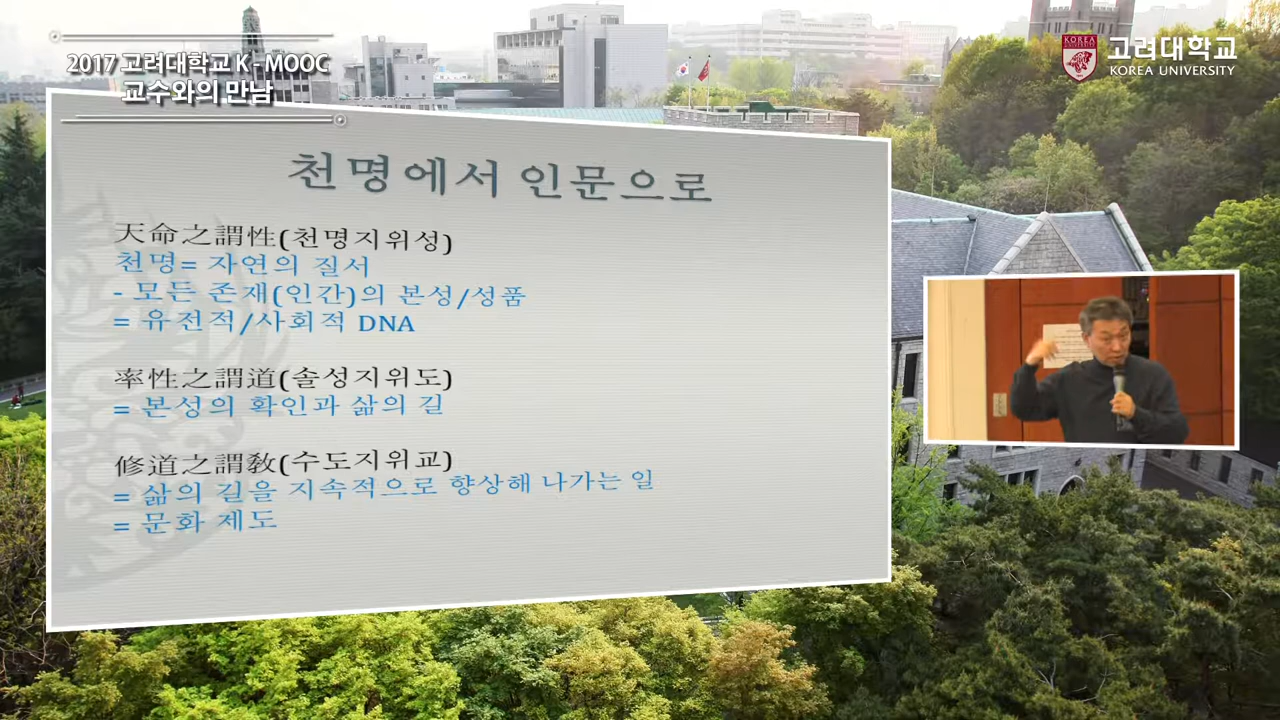 2017 고려대학교 K - MOOC
교수와의 만남
KOREA
UNIVERSITY
고려대학교
KOREA UNIVERSITY
천명에서 인문으로
天命之謂性(천명지위성)
천명= 자연의 질서
- 모든 존재(인간)의 본성/성품
= 유전적/사회적 DNA
率性之謂道(솔성지위도)
= 본성의 확인과 삶의 길
修道之謂敎(수도지위교)
= 삶의 길을 지속적으로 향상해 나가는 일
= 문화 제도